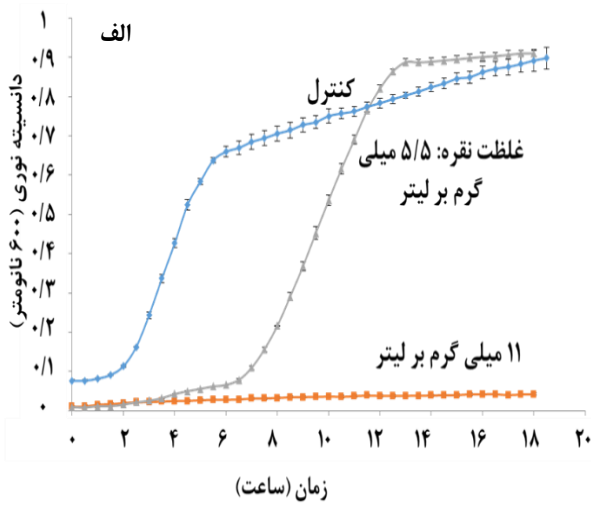 الف
کنترل
غلظت نقره: ۵/۵ میلی
گرم بر لیتر
۱۱ میلی گرم بر لیتر
دانسیته نوری (۶۰۰ نانومتر)
۱
۰/۹
۰/۸
۰/۷
۰/۶
۰/۵
۰/۴
۰/۳
۰/۲
۰/۱
۰
۰ ۲ ۴ ۶ ۸ ۱۰ ۱۲ ۱۴ ۱۶ ۱۸ ۲۰
زمان (ساعت)